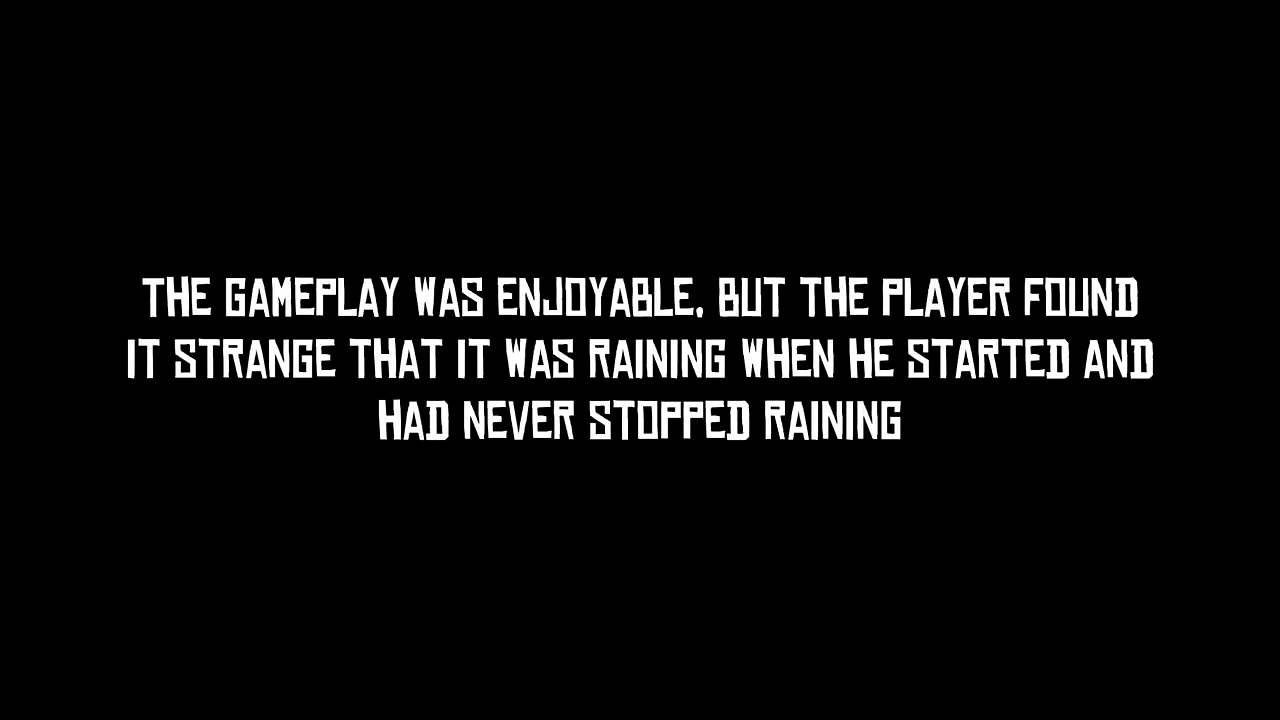 THE GAMEPLAY WAS ENJOYABLE, BUT THE PLAYER FOUND
IT STRANGE THAT IT WAS RAINING WHEN HE STARTED AND
HAD NEVER STOPPED RAINING